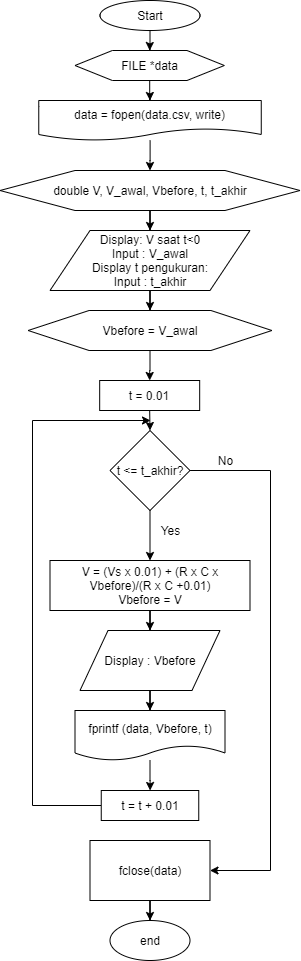 Start
FILE *data
data = fopen(data.csv, write)
double V, V_awal, Vbefore, t, t_akhir
Display: V saat t<0
Input : V_awal
Display t pengukuran:
Input : t_akhir
Vbefore = V_awal
t = 0.01
t <= t_akhir?
No
Yes
V = (Vs x 0.01) + (R x C x
Vbefore)/(R x C +0.01)
Vbefore = V
Display : Vbefore
fprintf (data, Vbefore, t)
t = t + 0.01
fclose(data)
end